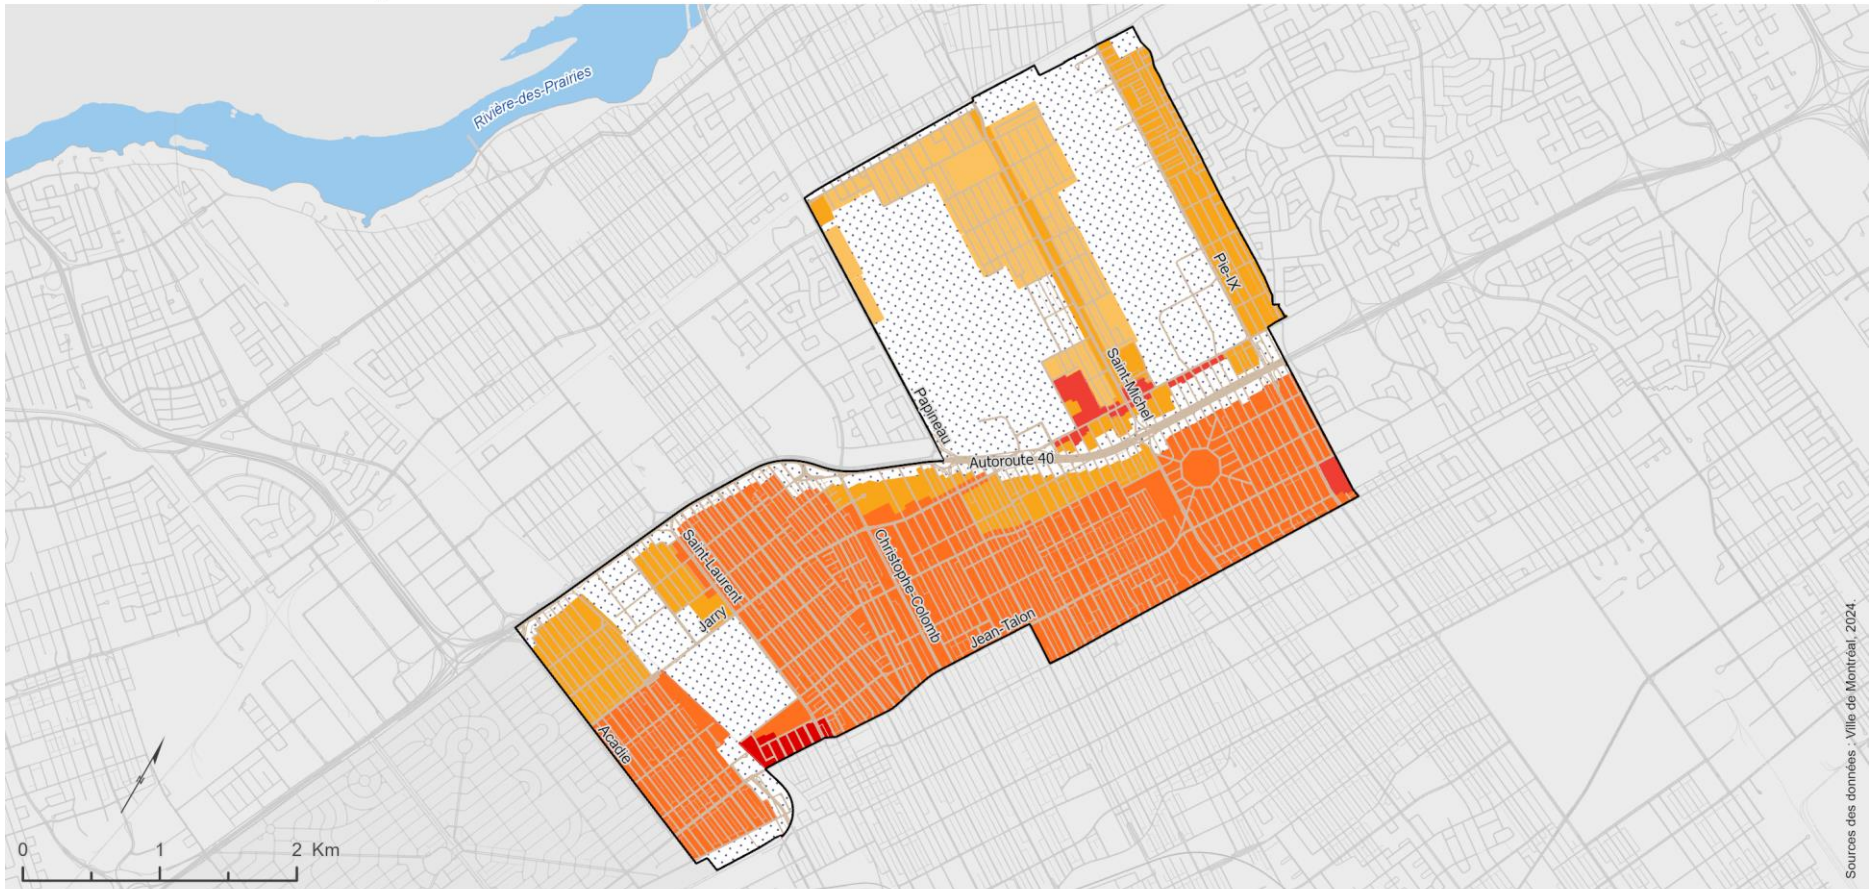 Rivière-des-Prairies
Pie-IX
Saint-Michel
Papineau
Autoroute 40
Saint-Laurent
Christophe-Colomb
Jarry
Jean-Talon
Acadie
N
0 1 2 Km
Sources des données : Ville de Montréal, 2024.